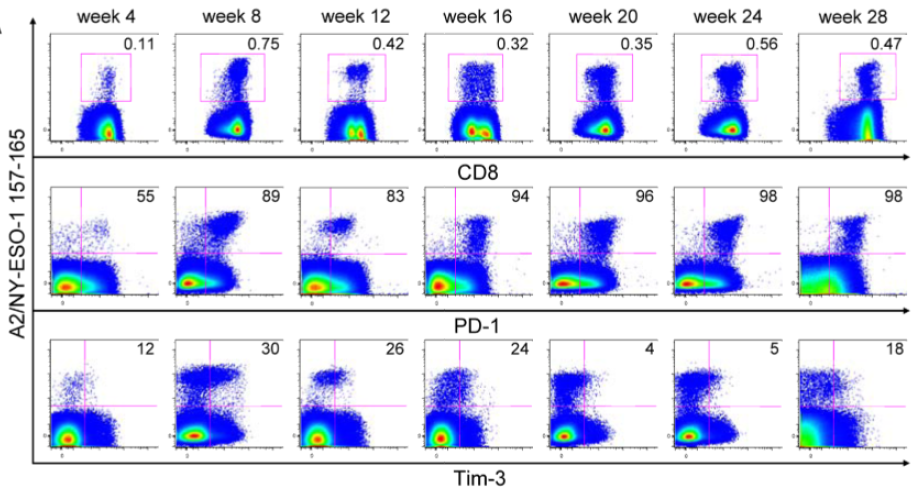 week 4 week 8 week 12 week 16 week 20 week 24 week 28
0.11 0.75 0.42 0.32 0.35 0.56 0.47
CD8
55 89 83 94 96 98 98
PD-1
12 30 26 24 4 5 18
Tim-3
A2/NY-ESO-1 157-165